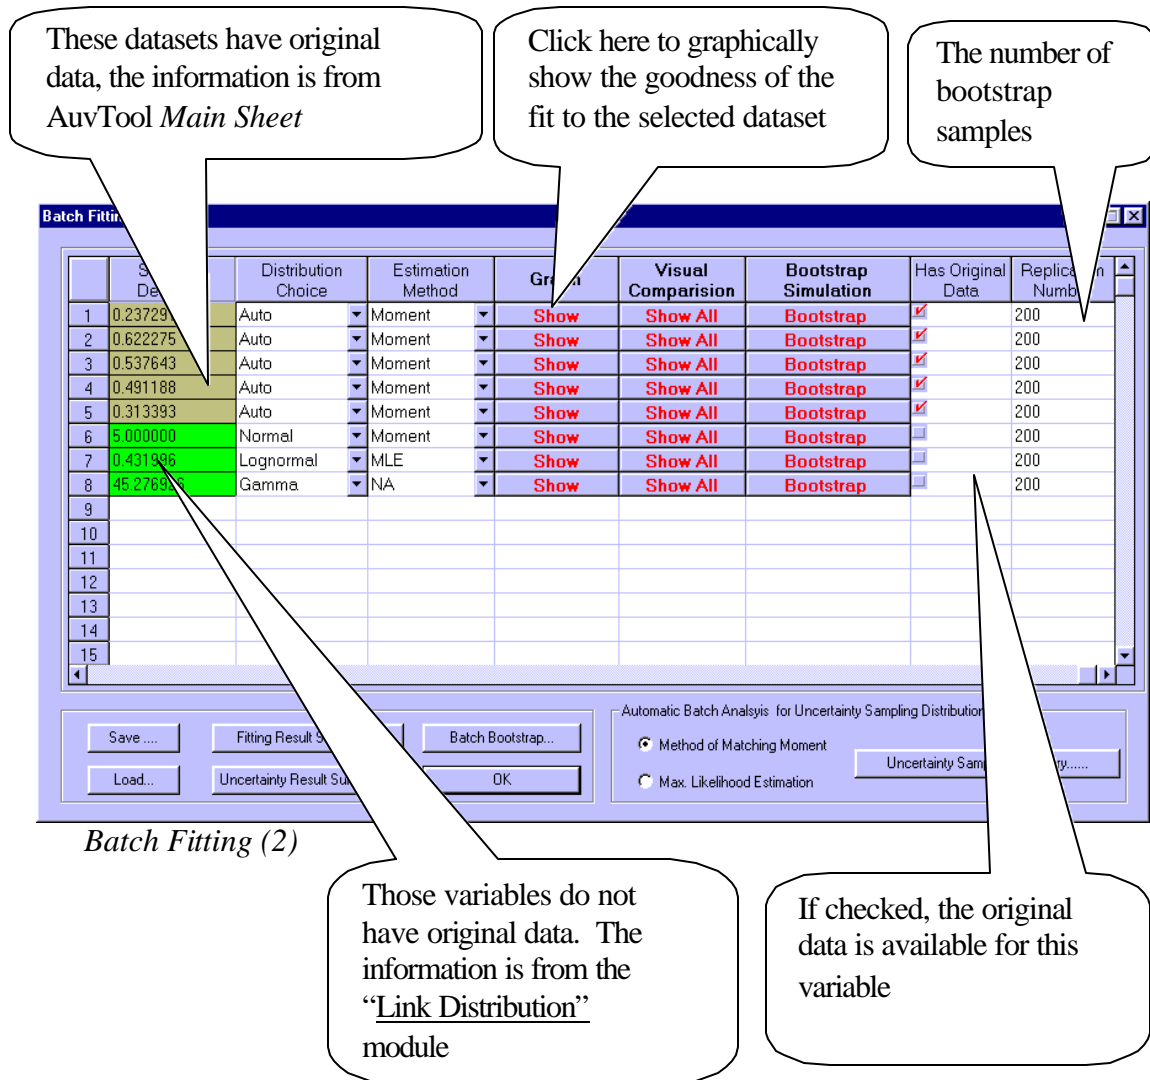 These datasets have original
data, the information is from
AuvTool Main Sheet
Click here to graphically
show the goodness of the
fit to the selected dataset
The number of
bootstrap
samples
Batch
Distribution Choice Estimation Method Visual Comparision Bootstrap Simulation Has Original Data
1 Auto Moment Show Show All Bootstrap 200
2 0.622275 Auto Moment Show Show All Bootstrap 200
3 0.537643 Auto Moment Show Show All Bootstrap 200
4 0.491188 Auto Moment Show Show All Bootstrap 200
5 0.313393 Auto Moment Show Show All Bootstrap 200
6 5.000000 Normal Moment Show Show All Bootstrap 200
7 0.431996 Lognormal MLE Show Show All Bootstrap 200
8 Gamma NA Show Show All Bootstrap 200
9
10
11
12
13
14
15
Automatic Batch Analsyis for Uncertainty Sampling Distribution
Save .... Fitting Result Batch Bootstrap...
Method of Matching Moment
Load... Uncertainty Result OK
Max. Likelihood Estimation
Uncertainty
Batch Fitting (2)
Those variables do not
have original data. The
information is from the
“Link Distribution”
module
If checked, the original
data is available for this
variable